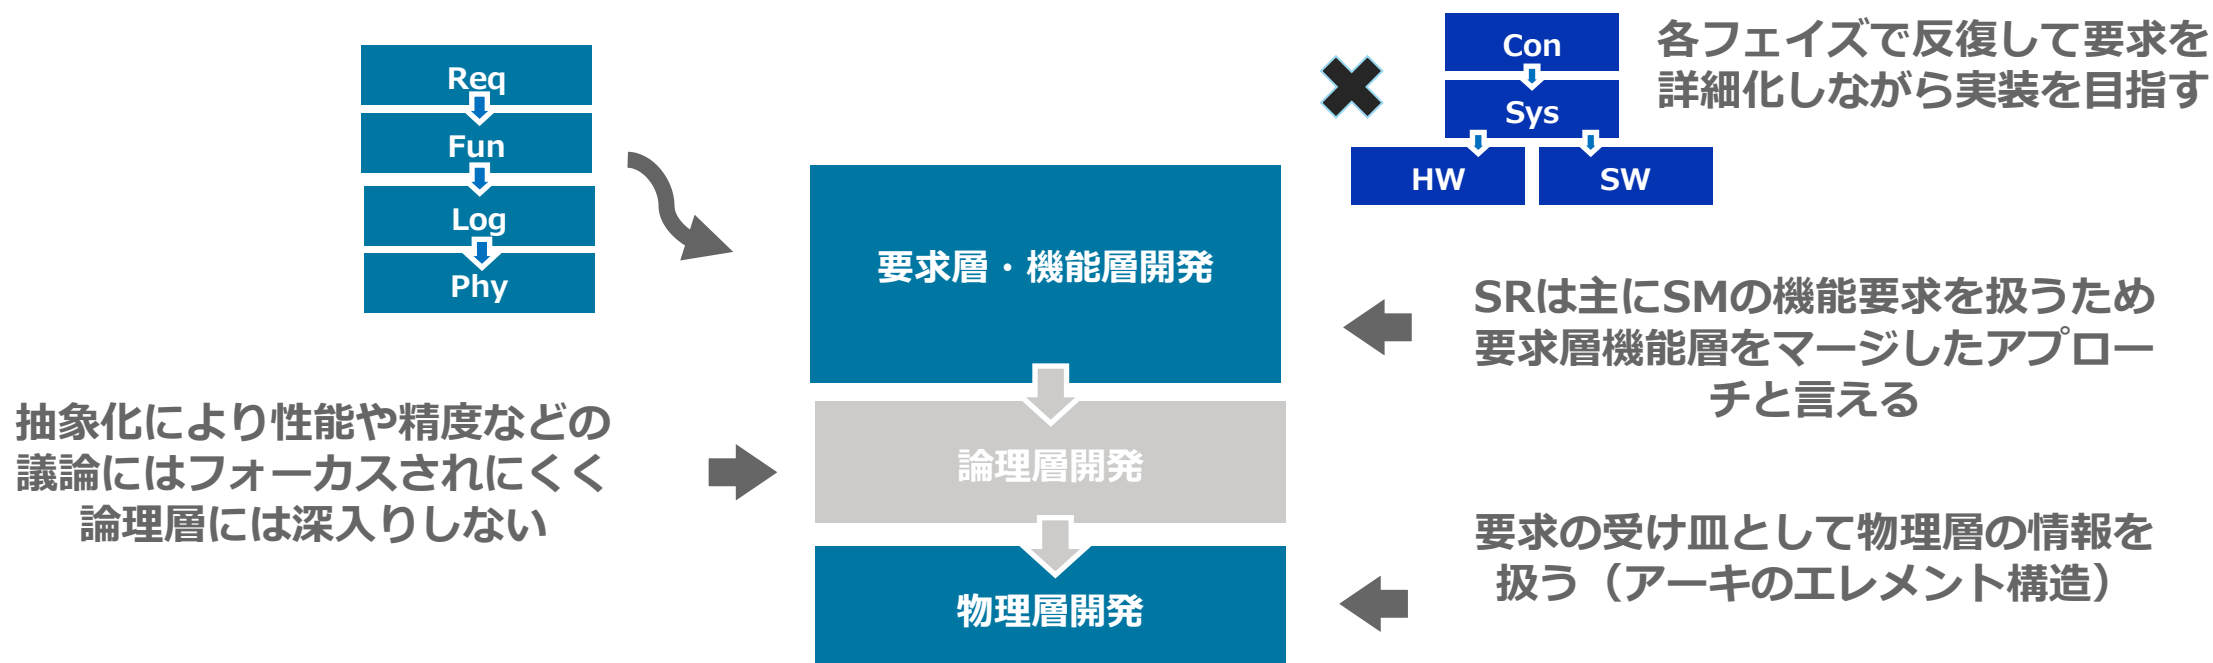 Req
Fun
Log
Phy
Con
Sys
HW
SW
各フェイズで反復して要求を
詳細化しながら実装を目指す
要求層・機能層開発
SRは主にSMの機能要求を扱うため
要求層機能層をマージしたアプロー
チと言える
抽象化により性能や精度などの
議論にはフォーカスされにくく
論理層には深入りしない
論理層開発
要求の受け皿として物理層の情報を
扱う（アーキのエレメント構造）
物理層開発